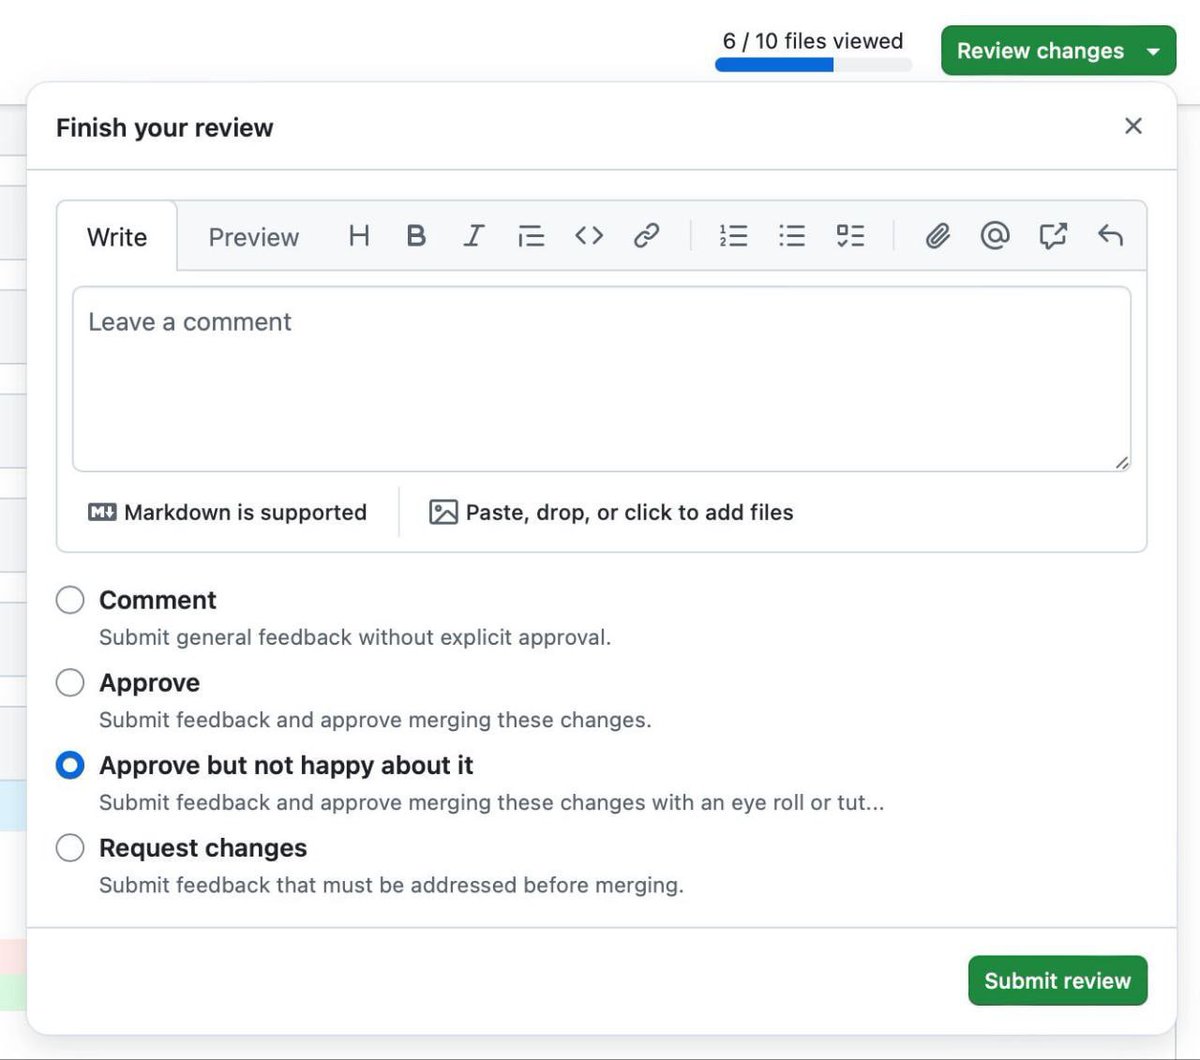 6 / 10 files viewed
Review changes
Finish your review
Write
Preview
Leave a comment
Markdown is supported
Paste, drop, or click to add files
Comment
Submit general feedback without explicit approval.
Approve
Submit feedback and approve merging these changes.
Approve but not happy about it
Submit feedback and approve merging these changes with an eye roll or tut...
Request changes
Submit feedback that must be addressed before merging.
Submit review